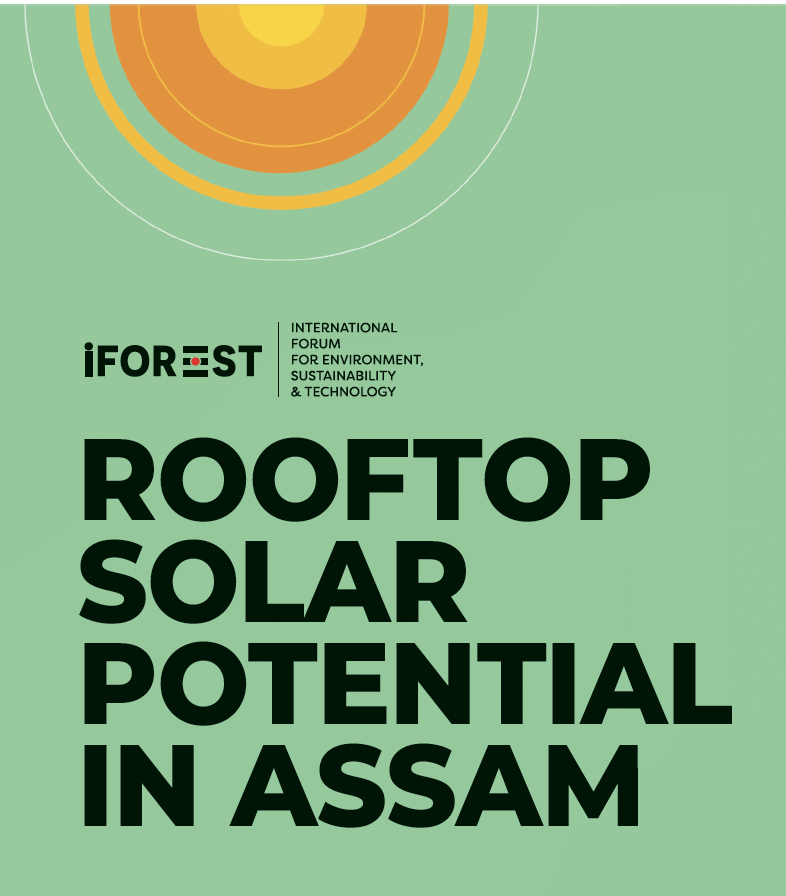 iFOREST
INTERNATIONAL
FORUM
FOR ENVIRONMENT,
SUSTAINABILITY
& TECHNOLOGY
ROOFTOP
SOLAR
POTENTIAL
IN ASSAM